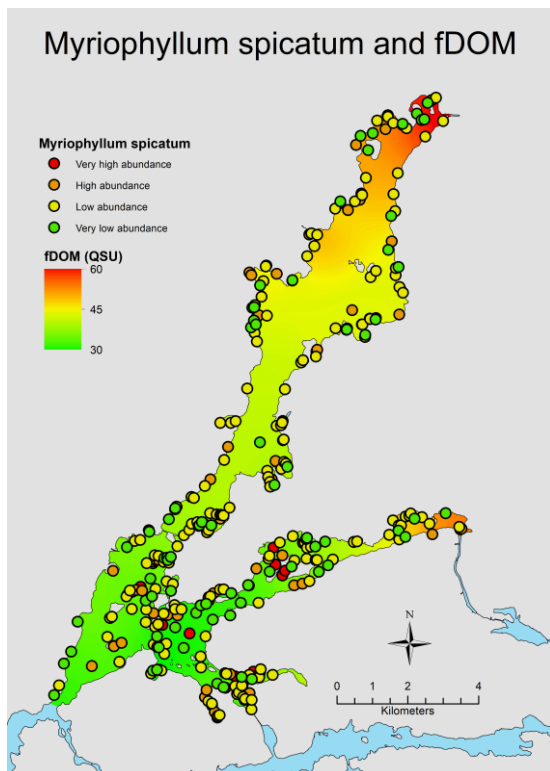 Myriophyllum spicatum and fDOM
Myriophyllum spicatum
Very high abundance
High abundance
Low abundance
Very low abundance
fDOM (QSU)
60
45
30
N
0 1 2 4
Kilometers